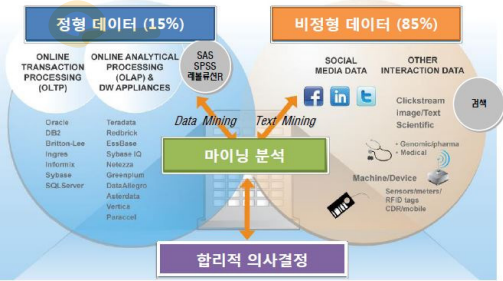 정형 데이터 (15%)
비정형 데이터 (85%)
ONLINE
TRANSACTION
PROCESSING
(OLTP)
ONLINE ANALYTICAL
PROCESSING
(OLAP) &
DW APPLIANCES
SAS
SPSS
레볼류션R
Oracle
DB2
Britton-Lee
Ingres
Informix
Sybase
SQLServer
Teradata
Redbrick
EssBase
Sybase IQ
Netezza
Greenplum
DataAllegro
Asterdata
Vertica
Paraccel
SOCIAL
MEDIA DATA
OTHER
INTERACTION DATA
Clickstream
image/Text
Scientific
- Genomic/pharma
- Medical
검색
Machine/Device
Sensors/meters/
RFID tags
CDR/mobile
Data Mining
Text Mining
마이닝 분석
합리적 의사결정